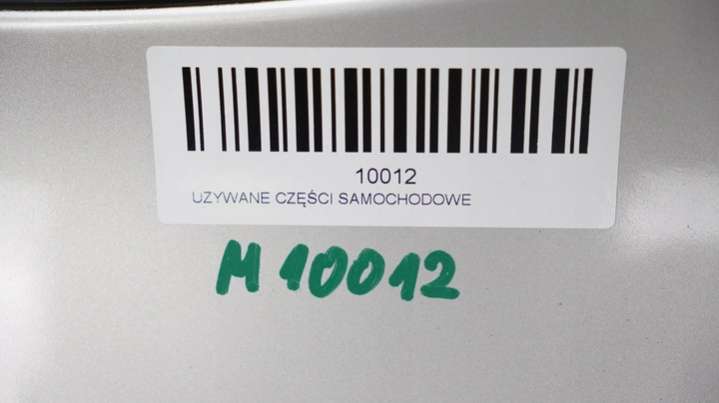 10012
UZYWANE CZĘŚCI SAMOCHODOWE
M 10012